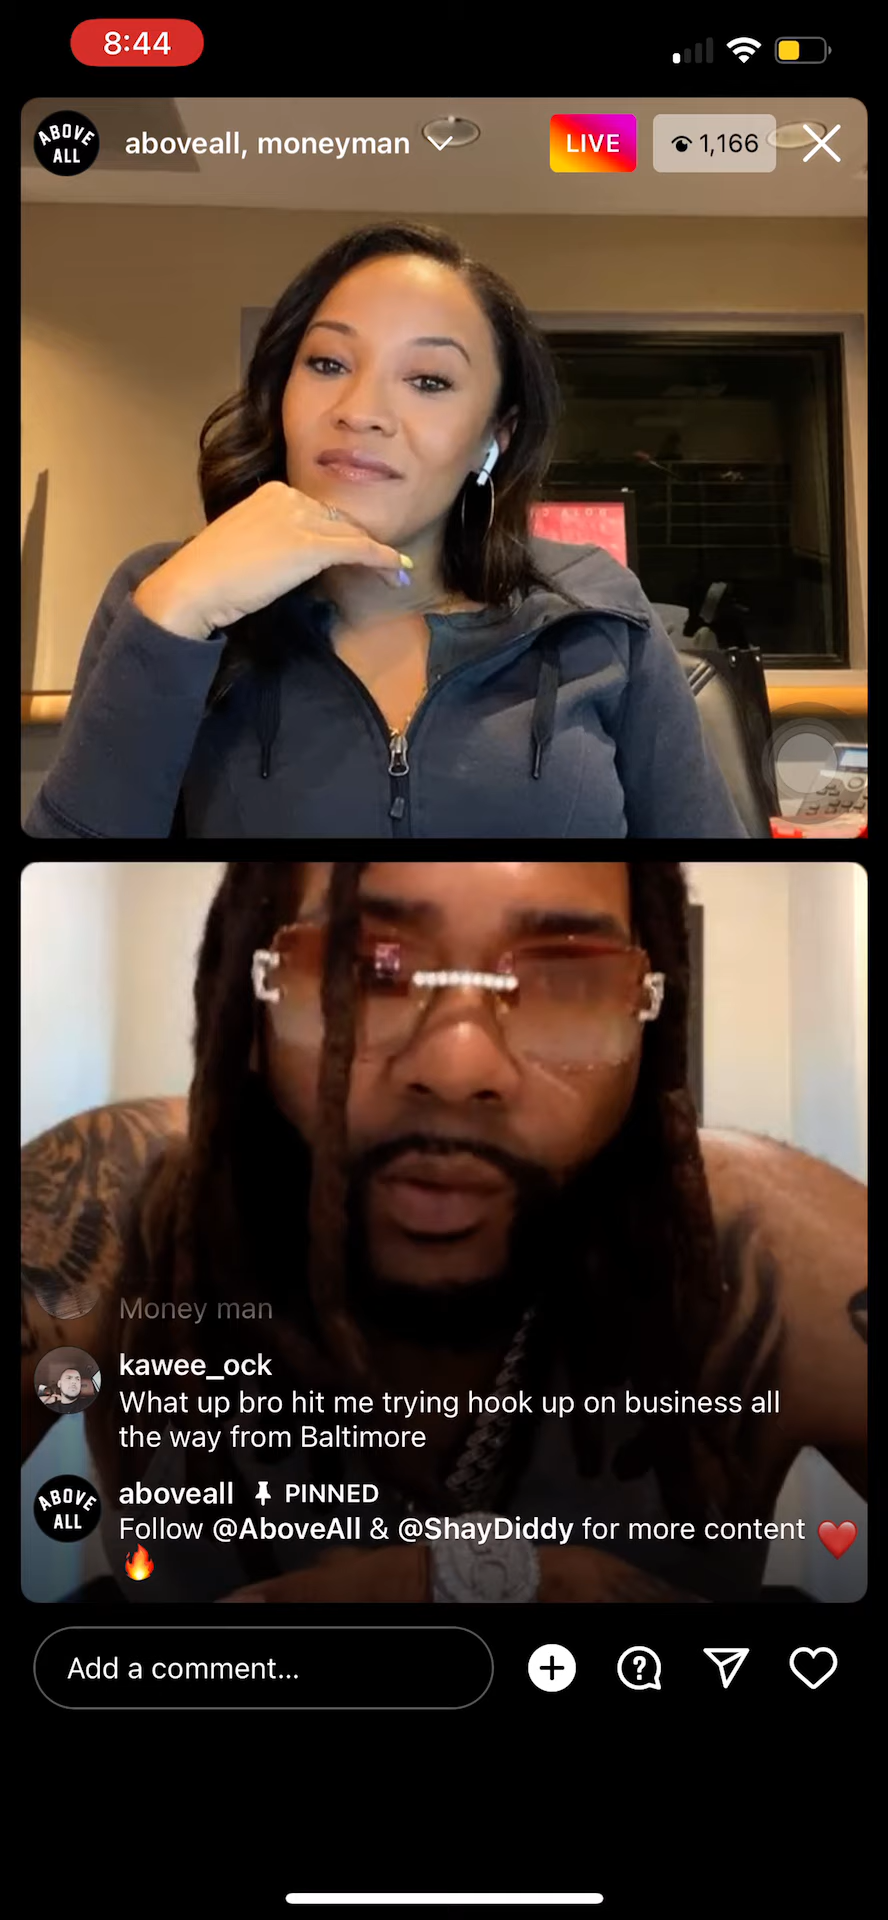 8:44
ABOVE
ALL
aboveall, moneyman
LIVE
1,166
Money man
kawee_ock
What up bro hit me trying hook up on business all
the way from Baltimore
ABOVE
ALL
aboveall PINNED
Follow @AboveAll & @ShayDiddy for more content
🔥
Add a comment...